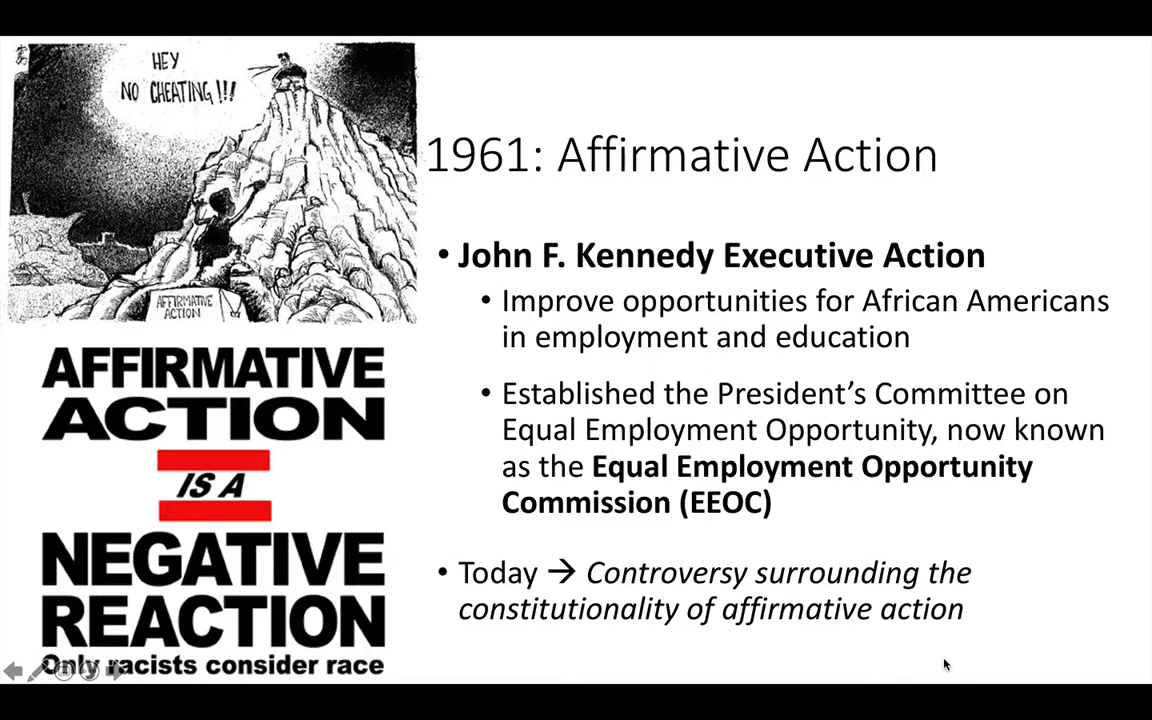 HEY
NO CHEATING!!!
AFFIRMATIVE
ACTION
AFFIRMATIVE
ACTION
IS A
NEGATIVE
REACTION
Only racists consider race
1961: Affirmative Action
• John F. Kennedy Executive Action
• Improve opportunities for African Americans
in employment and education
• Established the President’s Committee on
Equal Employment Opportunity, now known
as the Equal Employment Opportunity
Commission (EEOC)
• Today → Controversy surrounding the
constitutionality of affirmative action